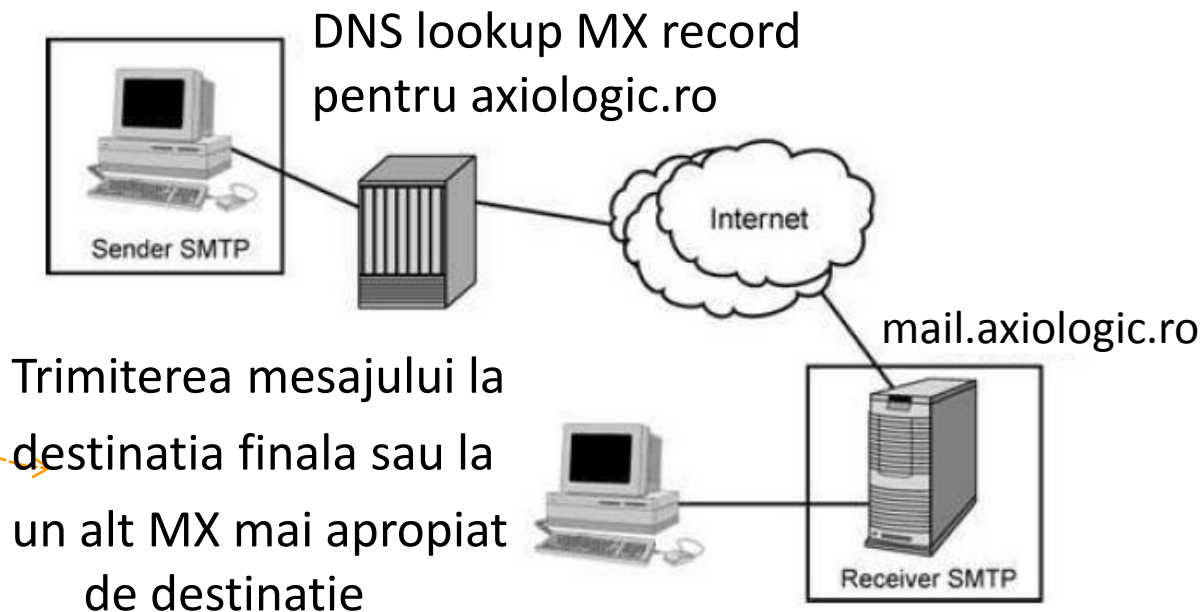 DNS lookup MX record
pentru axiologic.ro
Sender SMTP
Internet
mail.axiologic.ro
Trimiterea mesajului la
destinatia finala sau la
un alt MX mai apropiat
de destinatie
Receiver SMTP